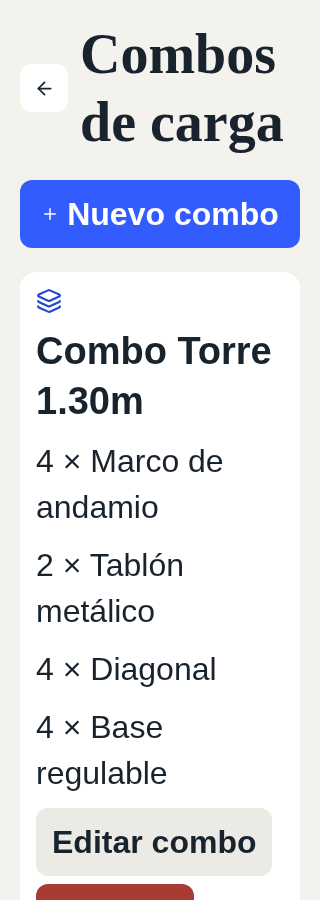 Combos
de carga
+ Nuevo combo
Combo Torre
1.30m
4 × Marco de
andamio
2 × Tablón
metálico
4 × Diagonal
4 × Base
regulable
Editar combo